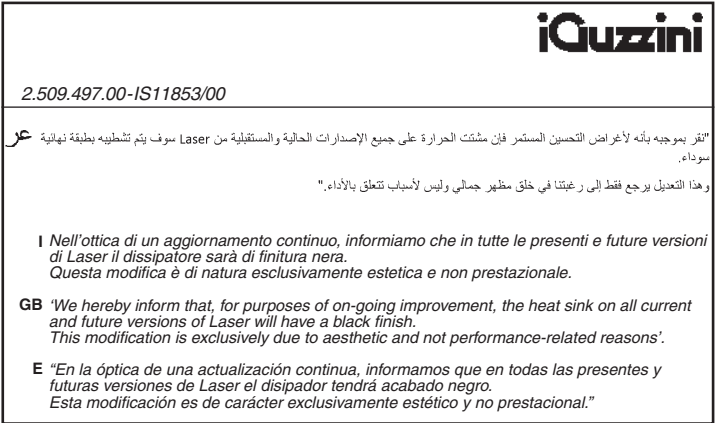 iGuzzini
2.509.497.00-IS11853/00
عر "نقر بموجبه بأنه لأغراض التحسين المستمر فإن مشتت الحرارة على جميع الإصدارات الحالية والمستقبلية من Laser سوف يتم تشطيبه بطبقة نهائية
سوداء.
وهذا التعديل يرجع فقط إلى رغبتنا في خلق مظهر جمالي وليس لأسباب تتعلق بالأداء."
I Nell'ottica di un aggiornamento continuo, informiamo che in tutte le presenti e future versioni
di Laser il dissipatore sarà di finitura nera.
Questa modifica è di natura esclusivamente estetica e non prestazionale.
GB ‘We hereby inform that, for purposes of on-going improvement, the heat sink on all current
and future versions of Laser will have a black finish.
This modification is exclusively due to aesthetic and not performance-related reasons’.
E “En la óptica de una actualización continua, informamos que en todas las presentes y
futuras versiones de Laser el disipador tendrá acabado negro.
Esta modificación es de carácter exclusivamente estético y no prestacional.”